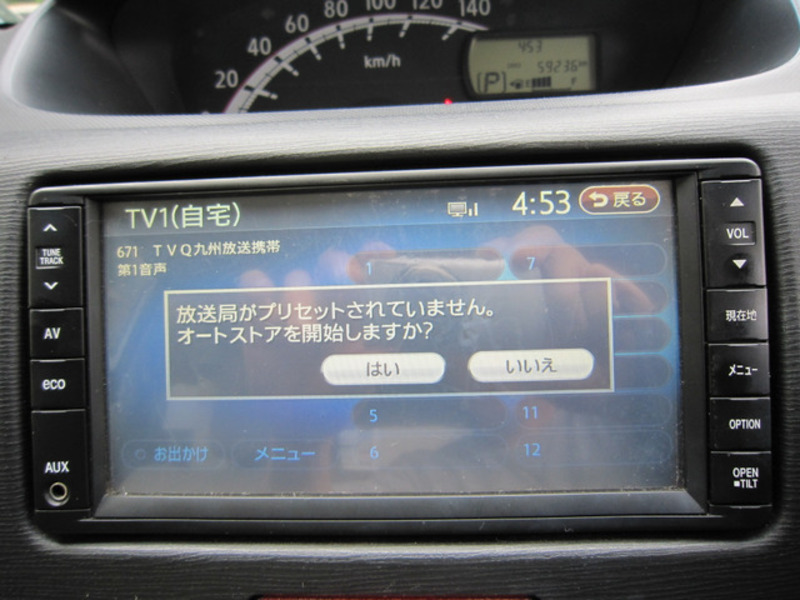 20 40 60 80 100 120 140
km/h
453
59236 km
P
E F
TV1(自宅)
4:53
戻る
671 TVQ九州放送携帯
第1音声
1 7
放送局がプリセットされていません。
オートストアを開始しますか?
はい いいえ
5 11
お出かけ メニュー 6 12
TUNE
TRACK
AV
eco
AUX
VOL
現在地
メニュー
OPTION
OPEN
■TILT